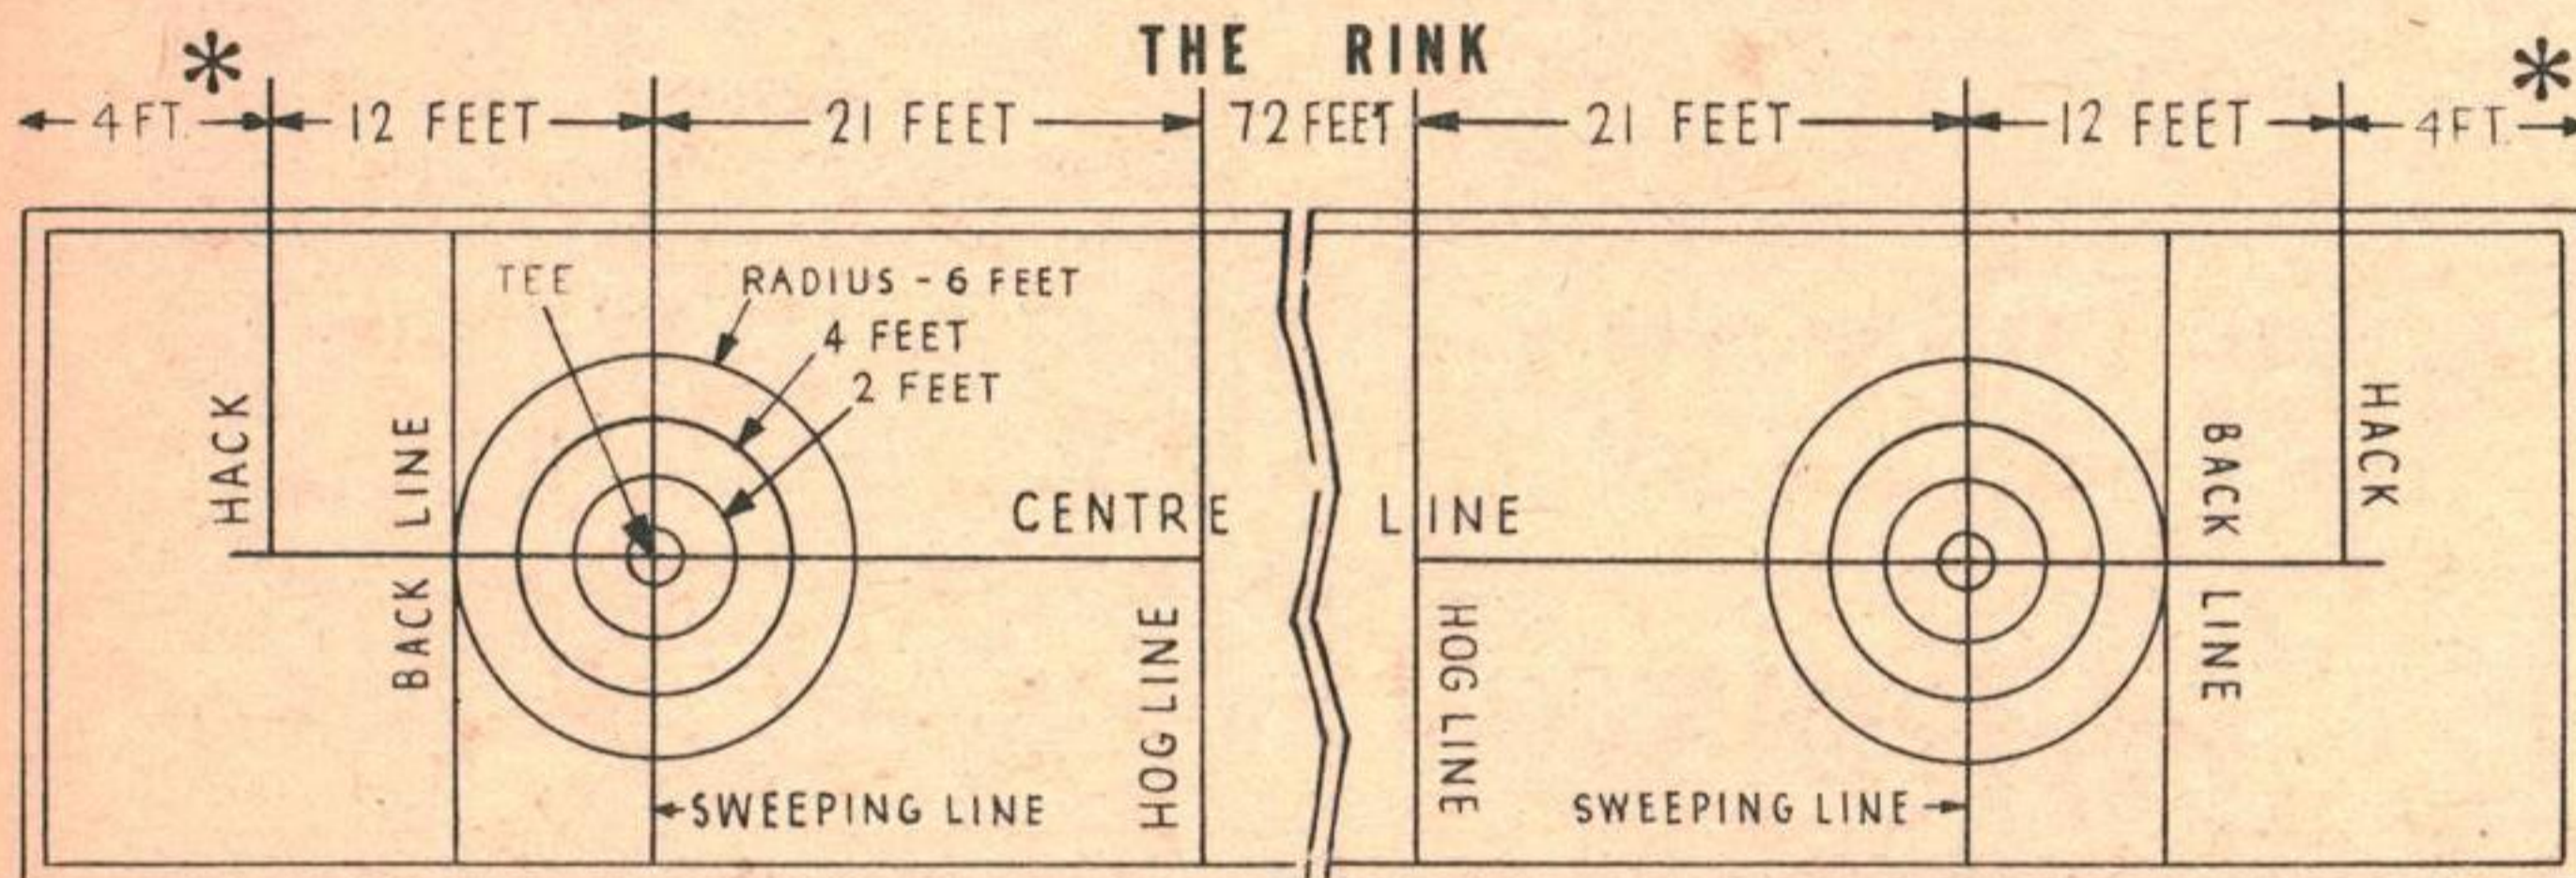 THE RINK
* *
4 FT. 12 FEET 21 FEET 72 FEET 21 FEET 12 FEET 4 FT.
TEE
RADIUS - 6 FEET
4 FEET
2 FEET
HACK
BACK LINE
CENTRE LINE
HOG LINE
HOG LINE
BACK LINE
HACK
SWEEPING LINE
SWEEPING LINE